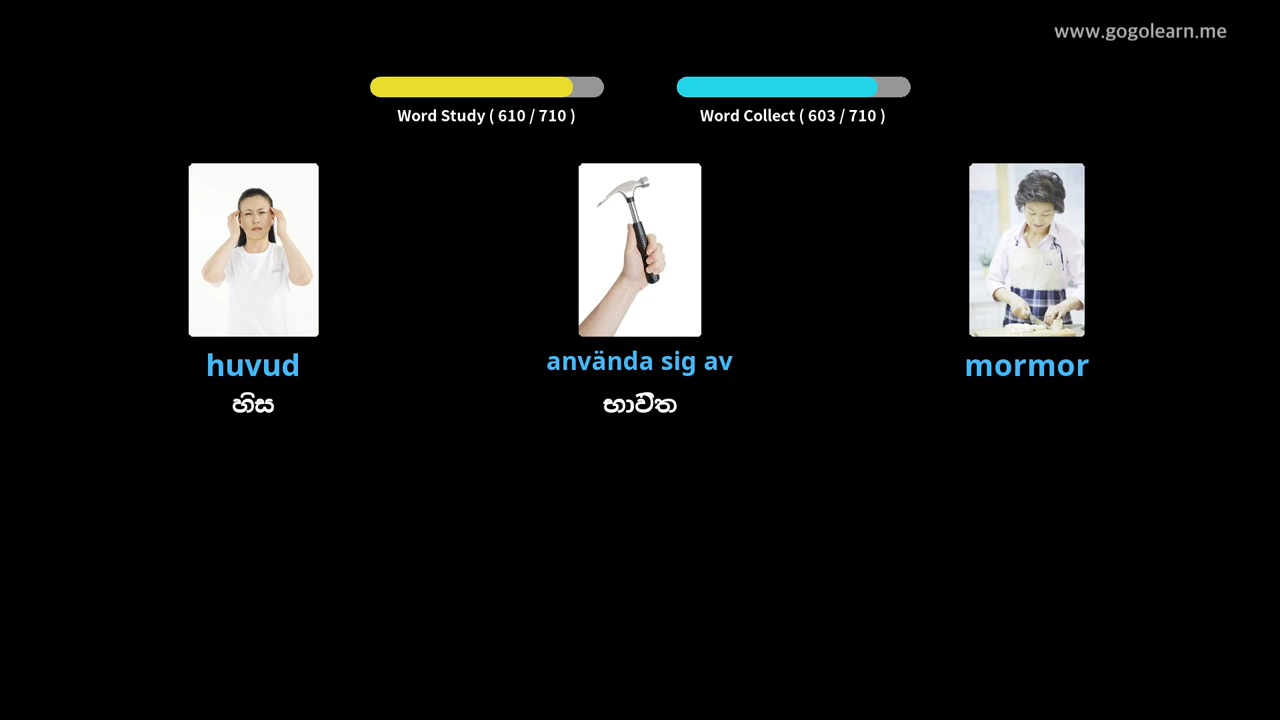 www.gogolearn.me
Word Study ( 610 / 710 )
Word Collect ( 603 / 710 )
huvud
använda sig av
mormor
හිස
භාවිත